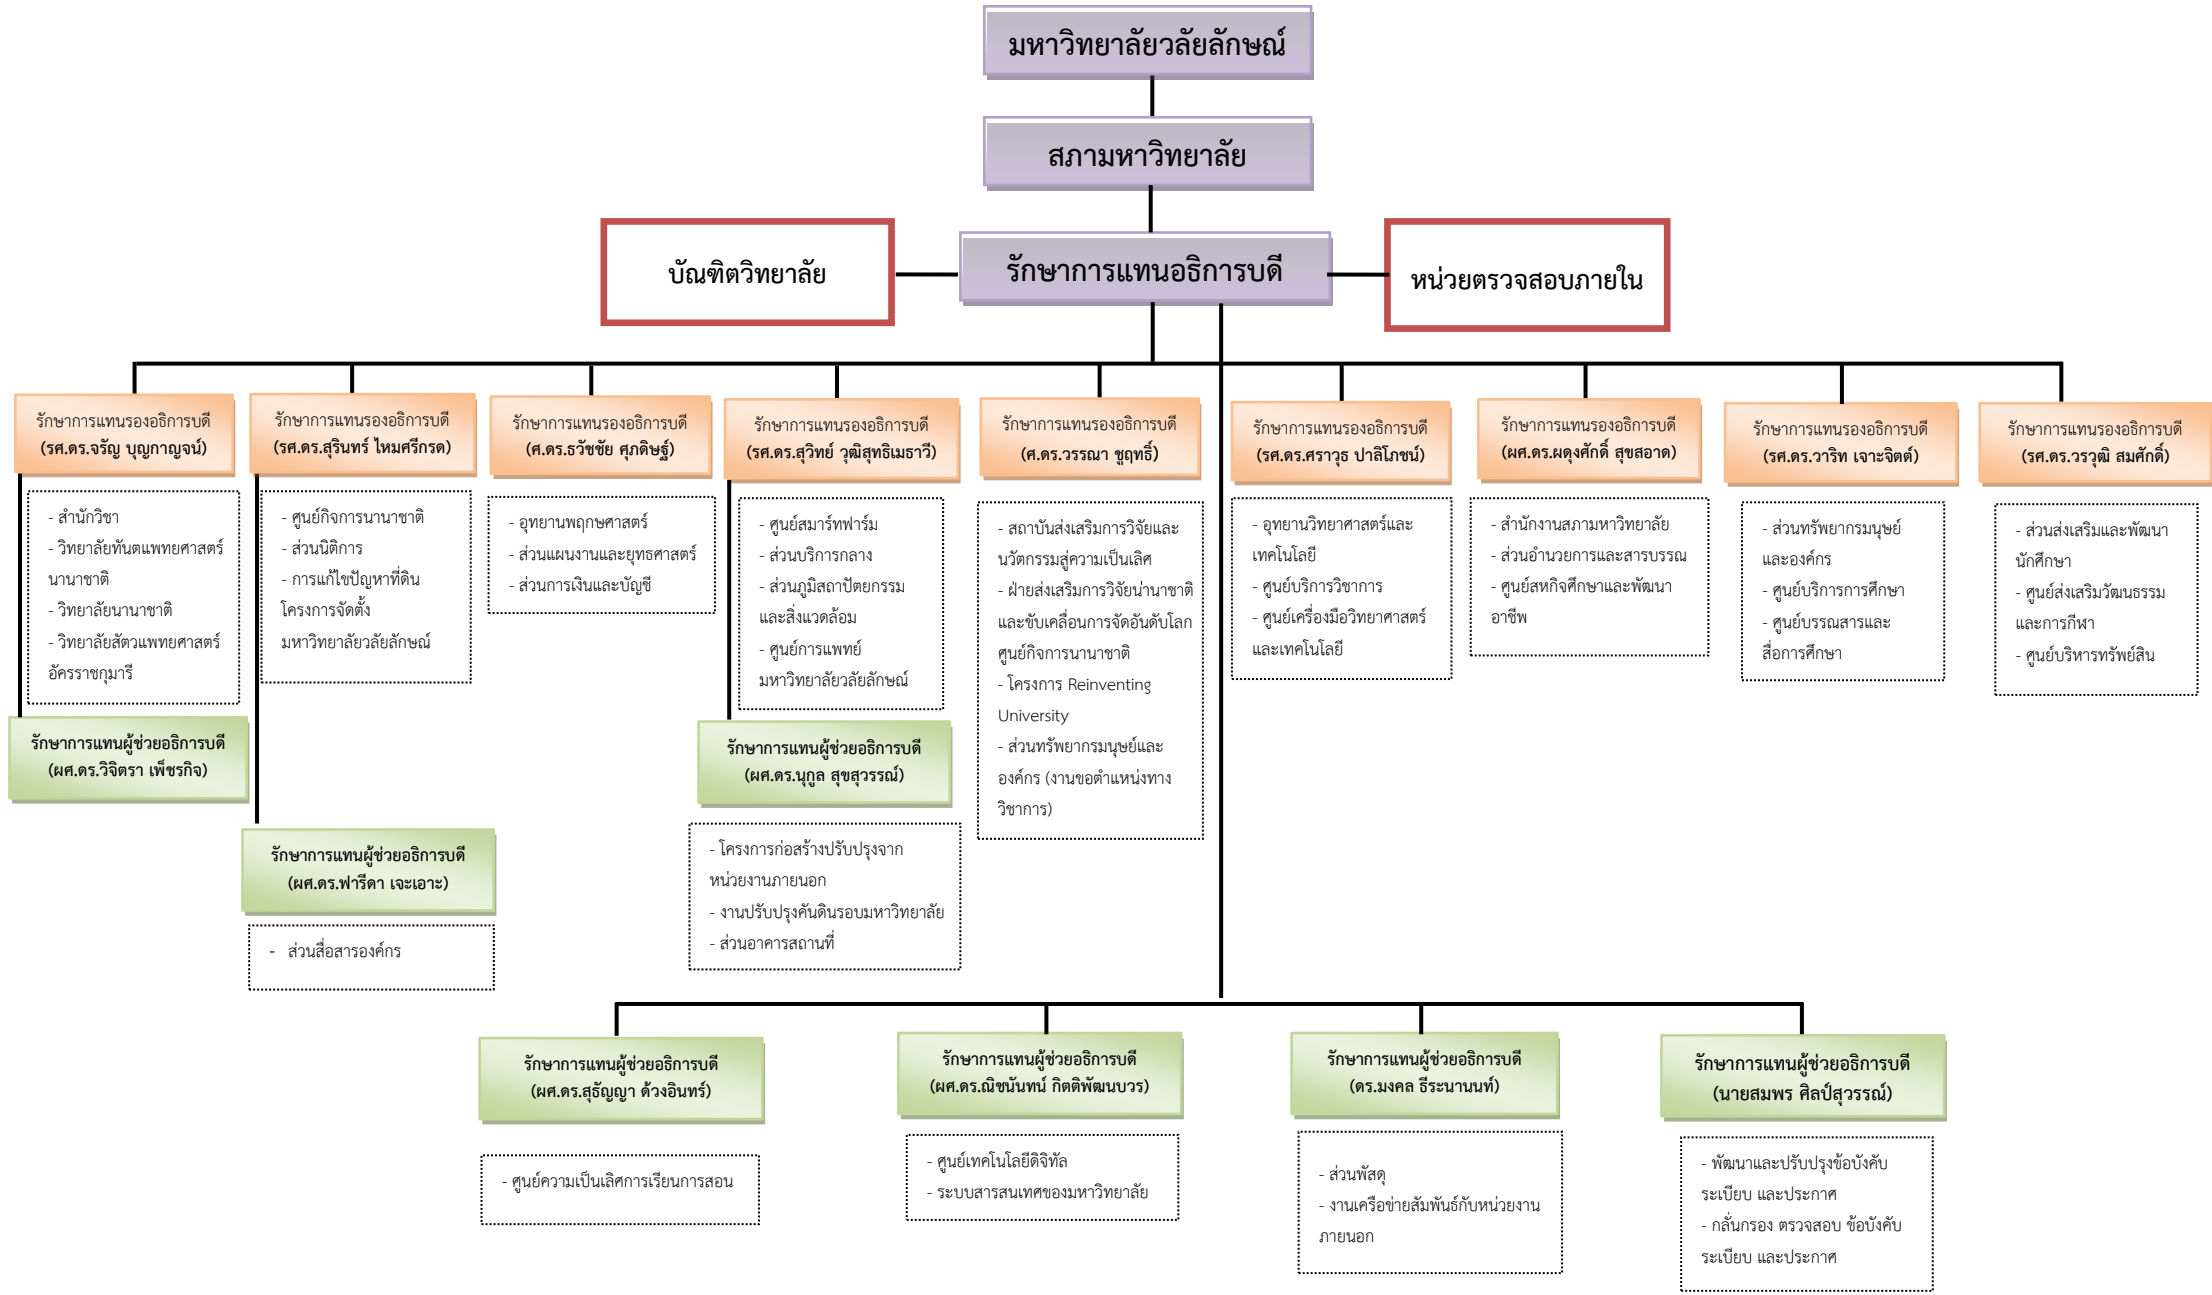 มหาวิทยาลัยวลัยลักษณ์
สภามหาวิทยาลัย
บัณฑิตวิทยาลัย
รักษาการแทนอธิการบดี
หน่วยตรวจสอบภายใน
รักษาการแทนรองอธิการบดี
(รศ.ดร.จรัญ บุญกาญจน์)
- สำนักวิชา
- วิทยาลัยทันตแพทยศาสตร์
นานาชาติ
- วิทยาลัยนานาชาติ
- วิทยาลัยสัตวแพทยศาสตร์
อัครราชกุมารี
รักษาการแทนผู้ช่วยอธิการบดี
(ผศ.ดร.วิจิตรา เพ็ชรกิจ)
รักษาการแทนรองอธิการบดี
(รศ.ดร.สุรินทร์ ไหมศรีกรด)
- ศูนย์กิจการนานาชาติ
- ส่วนนิติการ
- การแก้ไขปัญหาที่ดิน
โครงการจัดตั้ง
มหาวิทยาลัยวลัยลักษณ์
รักษาการแทนผู้ช่วยอธิการบดี
(ผศ.ดร.ฟารีดา เจะเอาะ)
- ส่วนสื่อสารองค์กร
รักษาการแทนรองอธิการบดี
(ศ.ดร.ธวัชชัย ศุภดิษฐ์)
- อุทยานพฤกษศาสตร์
- ส่วนแผนงานและยุทธศาสตร์
- ส่วนการเงินและบัญชี
รักษาการแทนรองอธิการบดี
(รศ.ดร.สุวิทย์ วุฒิสุทธิเมธาวี)
- ศูนย์สมาร์ทฟาร์ม
- ส่วนบริการกลาง
- ส่วนภูมิสถาปัตยกรรม
และสิ่งแวดล้อม
- ศูนย์การแพทย์
มหาวิทยาลัยวลัยลักษณ์
รักษาการแทนผู้ช่วยอธิการบดี
(ผศ.ดร.นุกูล สุขสุวรรณ์)
- โครงการก่อสร้างปรับปรุงจาก
หน่วยงานภายนอก
- งานปรับปรุงคันดินรอบมหาวิทยาลัย
- ส่วนอาคารสถานที่
รักษาการแทนรองอธิการบดี
(ศ.ดร.วรรณา ชูฤทธิ์)
- สถาบันส่งเสริมการวิจัยและ
นวัตกรรมสู่ความเป็นเลิศ
- ฝ่ายส่งเสริมการวิจัยน่านาชาติ
และขับเคลื่อนการจัดอันดับโลก
ศูนย์กิจการนานาชาติ
- โครงการ Reinventing
University
- ส่วนทรัพยากรมนุษย์และ
องค์กร (งานขอตำแหน่งทาง
วิชาการ)
รักษาการแทนรองอธิการบดี
(รศ.ดร.ศราวุธ ปาลิโภชน์)
- อุทยานวิทยาศาสตร์และ
เทคโนโลยี
- ศูนย์บริการวิชาการ
- ศูนย์เครื่องมือวิทยาศาสตร์
และเทคโนโลยี
รักษาการแทนรองอธิการบดี
(ผศ.ดร.ผดุงศักดิ์ สุขสอาด)
- สำนักงานสภามหาวิทยาลัย
- ส่วนอำนวยการและสารบรรณ
- ศูนย์สหกิจศึกษาและพัฒนา
อาชีพ
รักษาการแทนรองอธิการบดี
(รศ.ดร.วาริท เจาะจิตต์)
- ส่วนทรัพยากรมนุษย์
และองค์กร
- ศูนย์บริการการศึกษา
- ศูนย์บรรณสารและ
สื่อการศึกษา
รักษาการแทนรองอธิการบดี
(รศ.ดร.วรวุฒิ สมศักดิ์)
- ส่วนส่งเสริมและพัฒนา
นักศึกษา
- ศูนย์ส่งเสริมวัฒนธรรม
และการกีฬา
- ศูนย์บริหารทรัพย์สิน
รักษาการแทนผู้ช่วยอธิการบดี
(ผศ.ดร.สุธัญญา ด้วงอินทร์)
- ศูนย์ความเป็นเลิศการเรียนการสอน
รักษาการแทนผู้ช่วยอธิการบดี
(ผศ.ดร.ณิชนันทน์ กิตติพัฒนบวร)
- ศูนย์เทคโนโลยีดิจิทัล
- ระบบสารสนเทศของมหาวิทยาลัย
รักษาการแทนผู้ช่วยอธิการบดี
(ดร.มงคล ธีระนานนท์)
- ส่วนพัสดุ
- งานเครือข่ายสัมพันธ์กับหน่วยงาน
ภายนอก
รักษาการแทนผู้ช่วยอธิการบดี
(นายสมพร ศิลป์สุวรรณ์)
- พัฒนาและปรับปรุงข้อบังคับ
ระเบียบ และประกาศ
- กลั่นกรอง ตรวจสอบ ข้อบังคับ
ระเบียบ และประกาศ